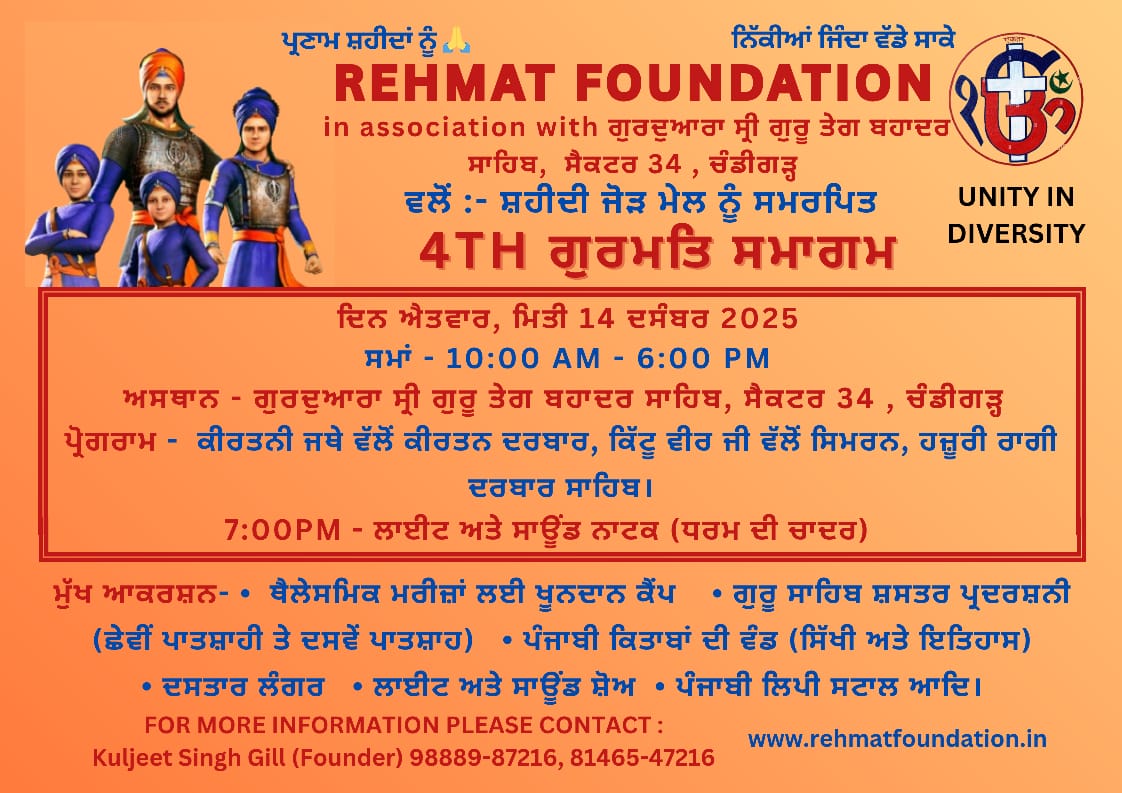 ਪ੍ਰਣਾਮ ਸ਼ਹੀਦਾਂ ਨੂੰ 🙏
ਨਿੱਕੀਆਂ ਜਿੰਦਾ ਵੱਡੇ ਸਾਕੇ
REHMAT FOUNDATION
in association with ਗੁਰਦੁਆਰਾ ਸ੍ਰੀ ਗੁਰੂ ਤੇਗ ਬਹਾਦਰ
ਸਾਹਿਬ, ਸੈਕਟਰ 34 , ਚੰਡੀਗੜ੍ਹ
ਵਲੋਂ :- ਸ਼ਹੀਦੀ ਜੋੜ ਮੇਲ ਨੂੰ ਸਮਰਪਿਤ
4TH ਗੁਰਮਤਿ ਸਮਾਗਮ
UNITY IN
DIVERSITY
ਦਿਨ ਐਤਵਾਰ, ਮਿਤੀ 14 ਦਸੰਬਰ 2025
ਸਮਾਂ - 10:00 AM - 6:00 PM
ਅਸਥਾਨ - ਗੁਰਦੁਆਰਾ ਸ੍ਰੀ ਗੁਰੂ ਤੇਗ ਬਹਾਦਰ ਸਾਹਿਬ, ਸੈਕਟਰ 34 , ਚੰਡੀਗੜ੍ਹ
ਪ੍ਰੋਗਰਾਮ - ਕੀਰਤਨੀ ਜਥੇ ਵੱਲੋਂ ਕੀਰਤਨ ਦਰਬਾਰ, ਕਿੱਟੂ ਵੀਰ ਜੀ ਵੱਲੋਂ ਸਿਮਰਨ, ਹਜ਼ੂਰੀ ਰਾਗੀ
ਦਰਬਾਰ ਸਾਹਿਬ।
7:00PM - ਲਾਈਟ ਅਤੇ ਸਾਊਂਡ ਨਾਟਕ (ਧਰਮ ਦੀ ਚਾਦਰ)
ਮੁੱਖ ਆਕਰਸ਼ਨ- • ਥੈਲੇਸਮਿਕ ਮਰੀਜ਼ਾਂ ਲਈ ਖੂਨਦਾਨ ਕੈਂਪ • ਗੁਰੂ ਸਾਹਿਬ ਸ਼ਸਤਰ ਪ੍ਰਦਰਸ਼ਨੀ
(ਛੇਵੀਂ ਪਾਤਸ਼ਾਹੀ ਤੇ ਦਸਵੇਂ ਪਾਤਸ਼ਾਹ) • ਪੰਜਾਬੀ ਕਿਤਾਬਾਂ ਦੀ ਵੰਡ (ਸਿੱਖੀ ਅਤੇ ਇਤਿਹਾਸ)
• ਦਸਤਾਰ ਲੰਗਰ • ਲਾਈਟ ਅਤੇ ਸਾਊਂਡ ਸ਼ੋਅ • ਪੰਜਾਬੀ ਲਿਪੀ ਸਟਾਲ ਆਦਿ।
FOR MORE INFORMATION PLEASE CONTACT :
Kuljeet Singh Gill (Founder) 98889-87216, 81465-47216
www.rehmatfoundation.in